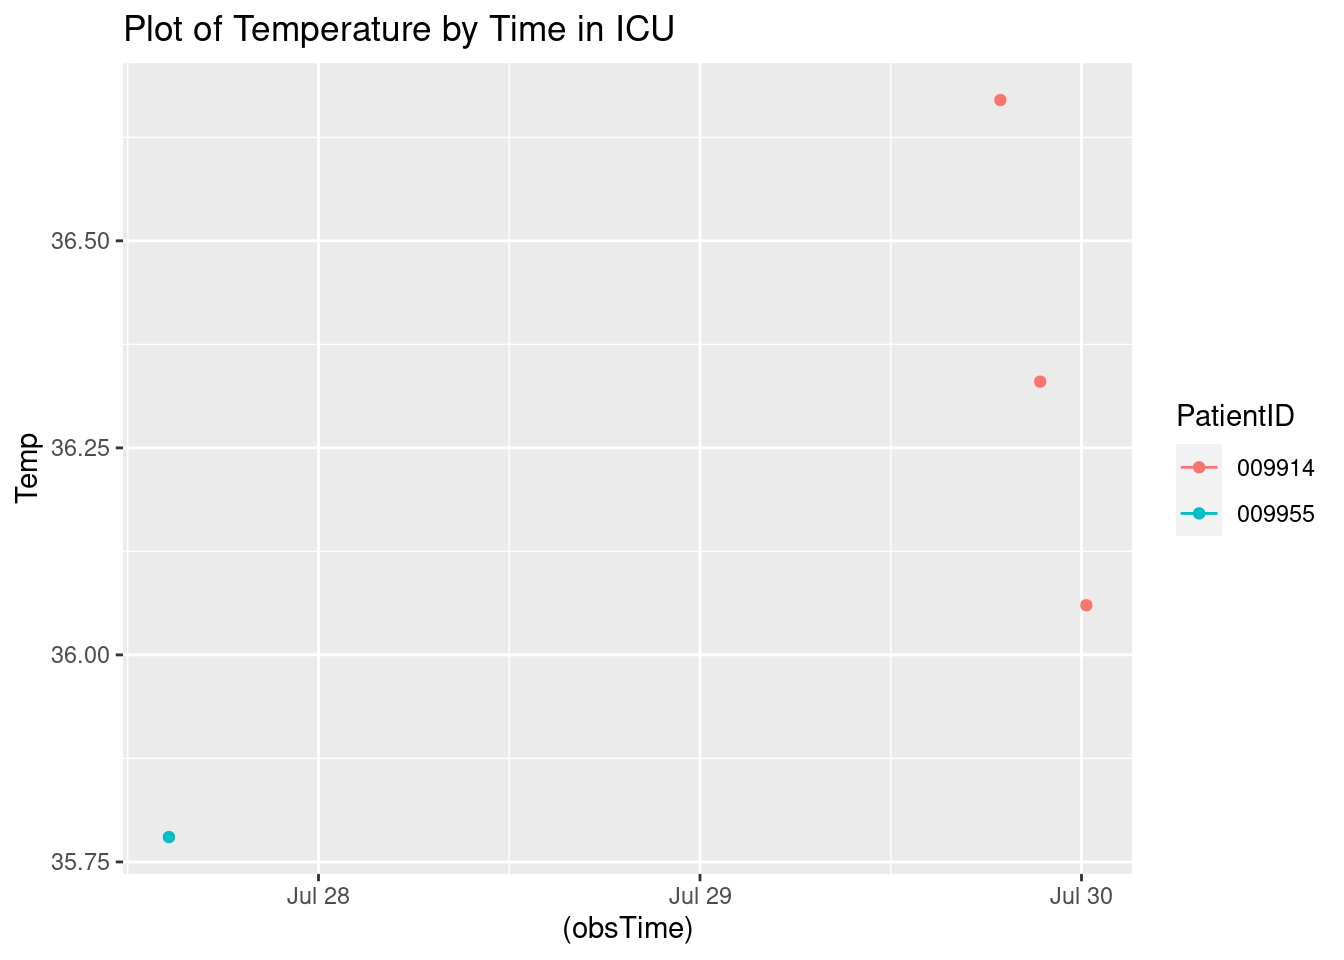 Plot of Temperature by Time in ICU
36.50
36.25
36.00
35.75
Temp
Jul 28
Jul 29
Jul 30
(obsTime)
PatientID
009914
009955